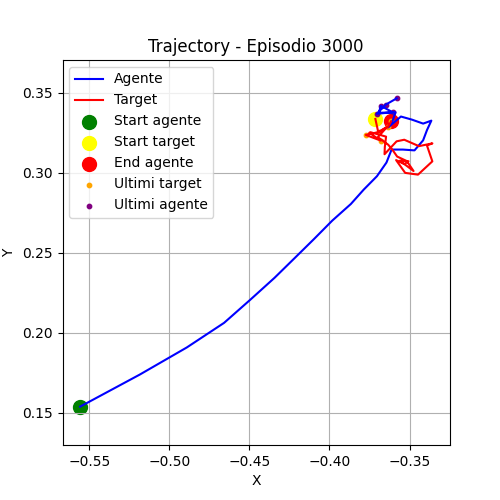 Trajectory - Episodio 3000
Agente
Target
Start agente
Start target
End agente
Ultimi target
Ultimi agente
0.35
0.30
0.25
0.20
0.15
Y
−0.55 −0.50 −0.45 −0.40 −0.35
X